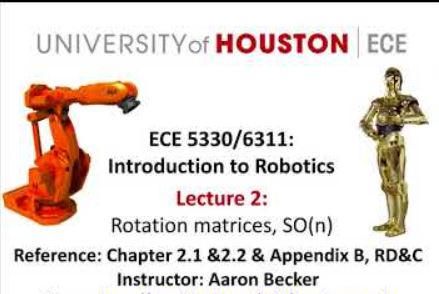 UNIVERSITY of HOUSTON | ECE
ECE 5330/6311:
Introduction to Robotics
Lecture 2:
Rotation matrices, SO(n)
Reference: Chapter 2.1 &2.2 & Appendix B, RD&C
Instructor: Aaron Becker